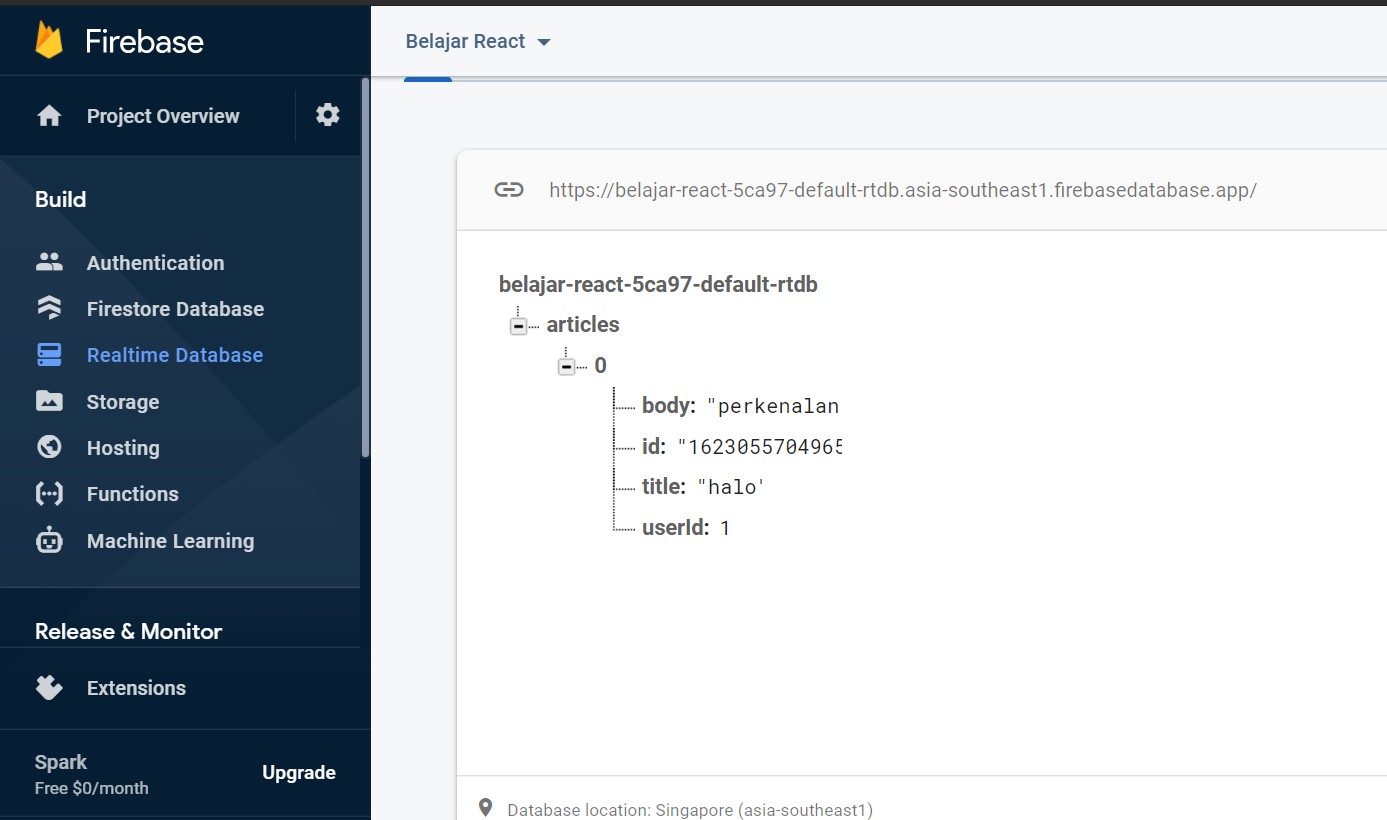 Firebase
Project Overview
Build
Authentication
Firestore Database
Realtime Database
Storage
Hosting
Functions
Machine Learning
Release & Monitor
Extensions
Spark
Free $0/month
Upgrade
Belajar React
https://belajar-react-5ca97-default-rtdb.asia-southeast1.firebasedatabase.app/
belajar-react-5ca97-default-rtdb
articles
0
body: "perkenalan
id: "1623055704965
title: "halo'
userId: 1
Database location: Singapore (asia-southeast1)